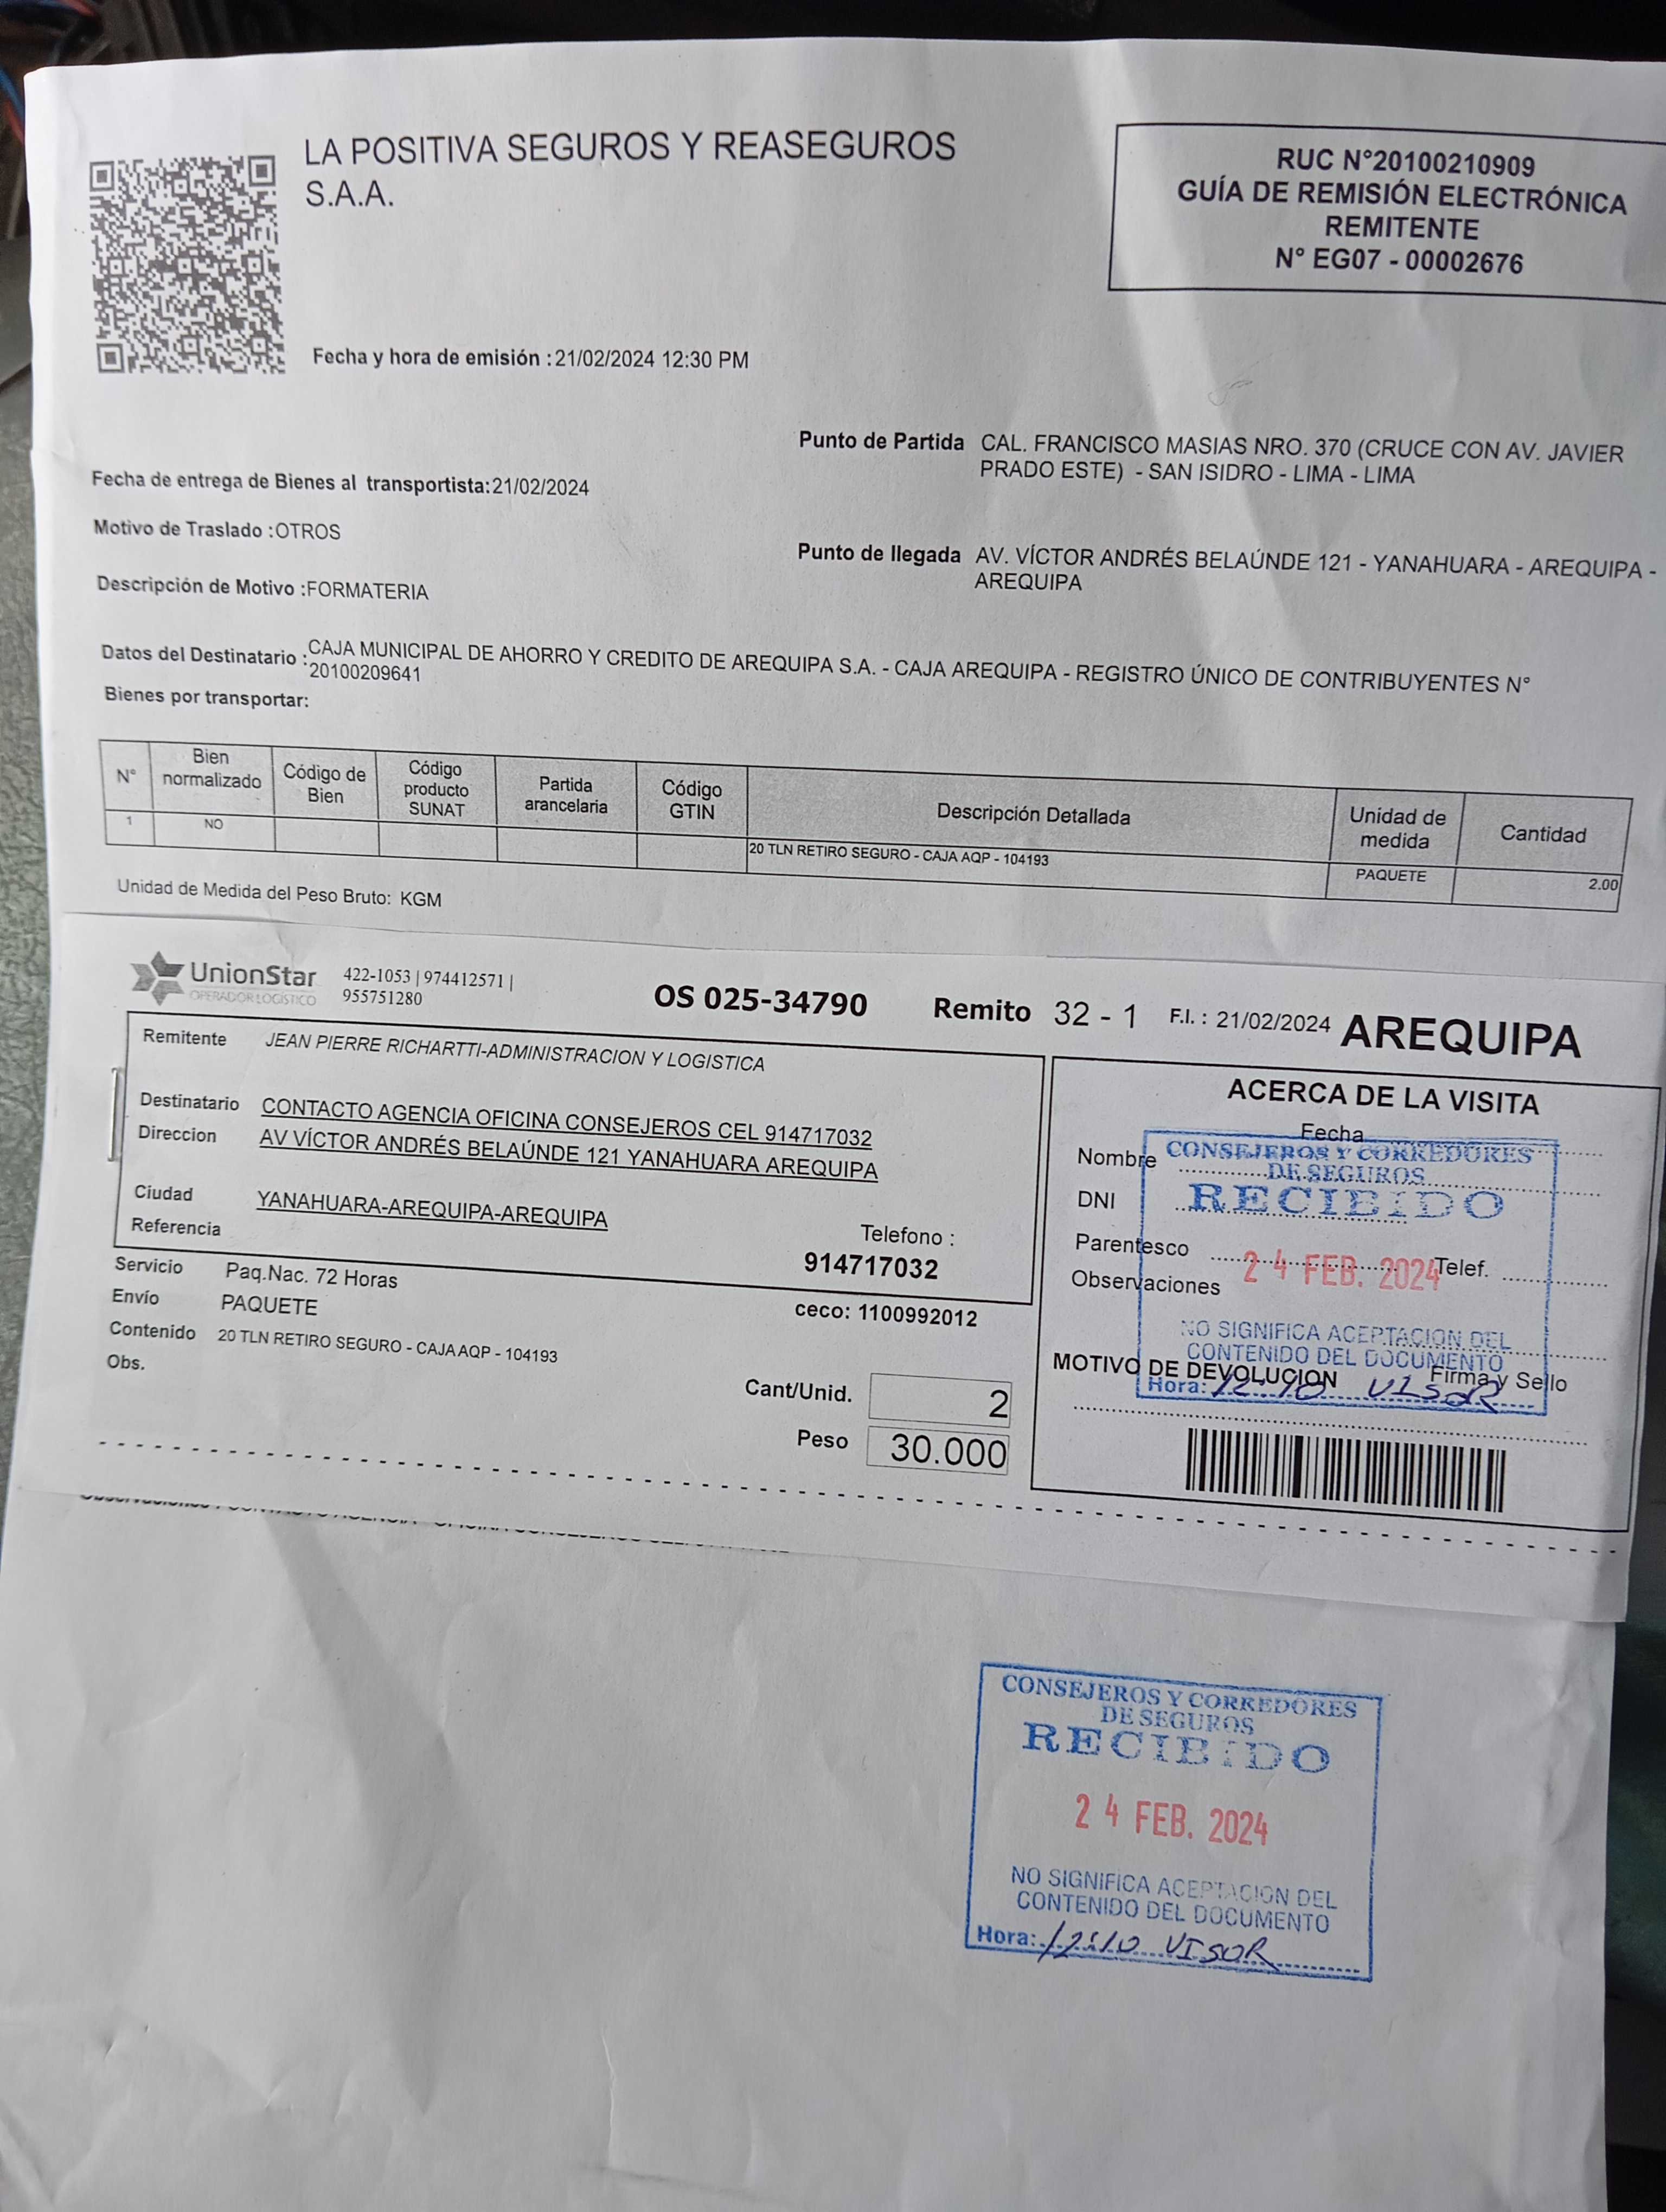 LA POSITIVA SEGUROS Y REASEGUROS
S.A.A.
RUC N°20100210909
GUÍA DE REMISIÓN ELECTRÓNICA
REMITENTE
N° EG07 - 00002676
Fecha y hora de emisión :21/02/2024 12:30 PM
Punto de Partida CAL. FRANCISCO MASIAS NRO. 370 (CRUCE CON AV. JAVIER
PRADO ESTE) - SAN ISIDRO - LIMA - LIMA
Fecha de entrega de Bienes al transportista:21/02/2024
Motivo de Traslado :OTROS
Punto de llegada AV. VÍCTOR ANDRÉS BELAÚNDE 121 - YANAHUARA - AREQUIPA -
AREQUIPA
Descripción de Motivo :FORMATERIA
Datos del Destinatario :CAJA MUNICIPAL DE AHORRO Y CREDITO DE AREQUIPA S.A. - CAJA AREQUIPA - REGISTRO ÚNICO DE CONTRIBUYENTES N°
20100209641
Bienes por transportar:
N° Bien normalizado Código de Bien Código producto SUNAT Partida arancelaria Código GTIN Descripción Detallada Unidad de medida Cantidad
1 NO 20 TLN RETIRO SEGURO - CAJA AQP - 104193 PAQUETE 2.00
Unidad de Medida del Peso Bruto: KGM
UnionStar
OPERADOR LOGÍSTICO
422-1053 | 974412571 |
955751280
OS 025-34790
Remito 32 - 1
F.I. : 21/02/2024
AREQUIPA
Remitente JEAN PIERRE RICHARTTI-ADMINISTRACION Y LOGISTICA
Destinatario CONTACTO AGENCIA OFICINA CONSEJEROS CEL 914717032
Direccion AV VÍCTOR ANDRÉS BELAÚNDE 121 YANAHUARA AREQUIPA
Ciudad YANAHUARA-AREQUIPA-AREQUIPA
Referencia
Telefono :
914717032
Servicio Paq.Nac. 72 Horas
Envío PAQUETE
ceco: 1100992012
Contenido 20 TLN RETIRO SEGURO - CAJA AQP - 104193
Obs.
Cant/Unid. 2
Peso 30.000
ACERCA DE LA VISITA
Fecha
Nombre
DNI
Parentesco
Telef.
Observaciones
MOTIVO DE DEVOLUCION
Firma y Sello
CONSEJEROS Y CORREDORES
DE SEGUROS
RECIBIDO
24 FEB. 2024
NO SIGNIFICA ACEPTACION DEL
CONTENIDO DEL DOCUMENTO
Hora: 12:10 VISOR
CONSEJEROS Y CORREDORES
DE SEGUROS
RECIBIDO
24 FEB. 2024
NO SIGNIFICA ACEPTACION DEL
CONTENIDO DEL DOCUMENTO
Hora: 12:10 VISOR